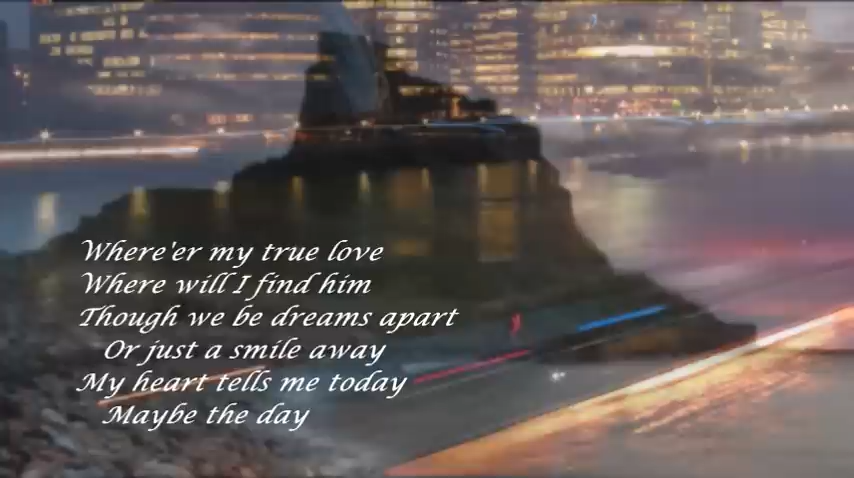 Where'er my true love
Where will I find him
Though we be dreams apart
Or just a smile away
My heart tells me today
Maybe the day